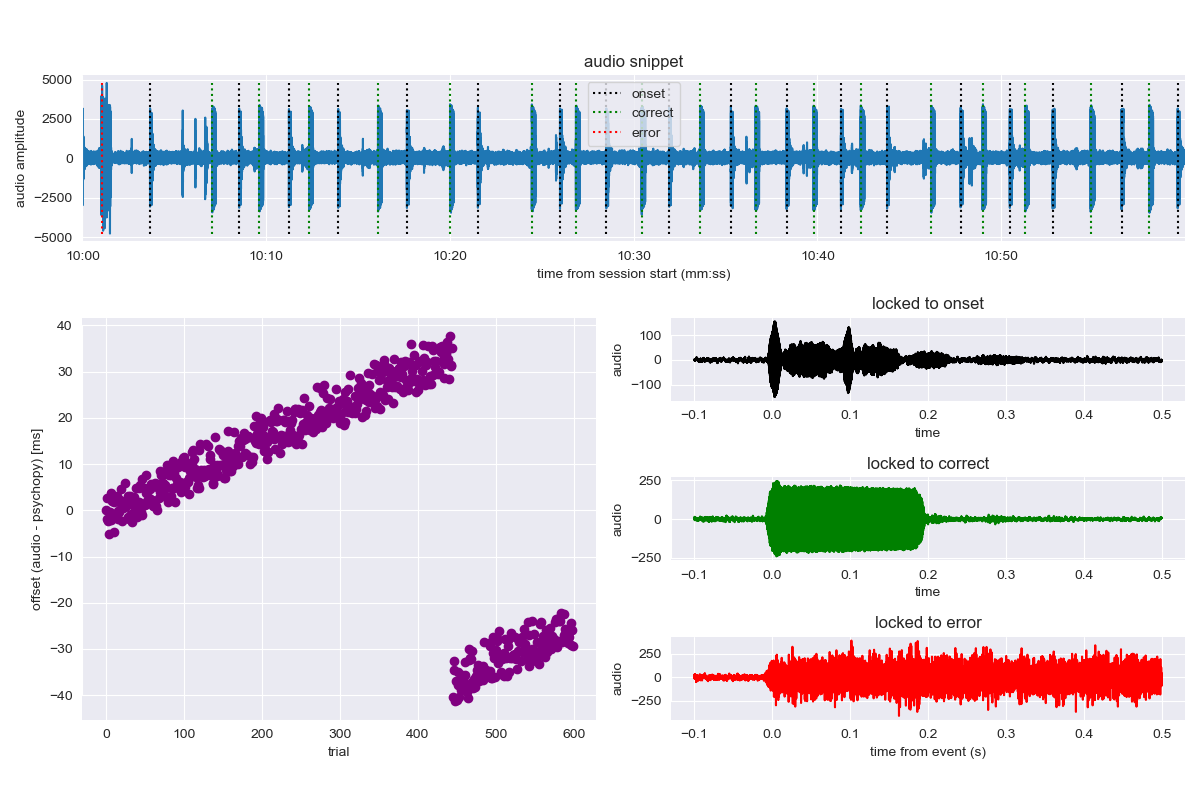 audio snippet
5000
2500
0
−2500
−5000
audio amplitude
onset
correct
error
10:00 10:10 10:20 10:30 10:40 10:50
time from session start (mm:ss)
40
30
20
10
0
−10
−20
−30
−40
offset (audio - psychopy) [ms]
0 100 200 300 400 500 600
trial
locked to onset
100
0
−100
audio
−0.1 0.0 0.1 0.2 0.3 0.4 0.5
time
locked to correct
250
0
−250
audio
−0.1 0.0 0.1 0.2 0.3 0.4 0.5
time
locked to error
250
0
−250
audio
−0.1 0.0 0.1 0.2 0.3 0.4 0.5
time from event (s)